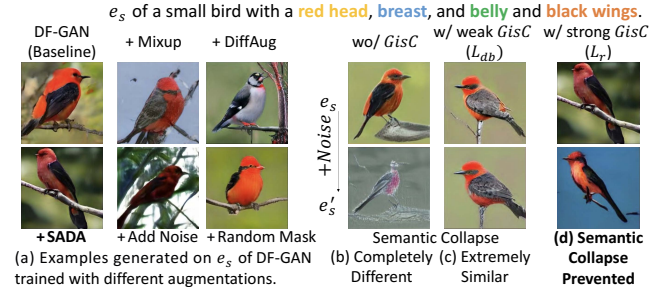 e_s of a small bird with a red head, breast, and belly and black wings.
DF-GAN (Baseline)
+ Mixup
+ DiffAug
wo/ GisC
w/ weak GisC (L_db)
w/ strong GisC (L_r)
e_s
+Noise
e'_s
+SADA
+Add Noise
+Random Mask
(a) Examples generated on e_s of DF-GAN
trained with different augmentations.
Semantic Collapse
(b) Completely Different
(c) Extremely Similar
(d) Semantic Collapse Prevented